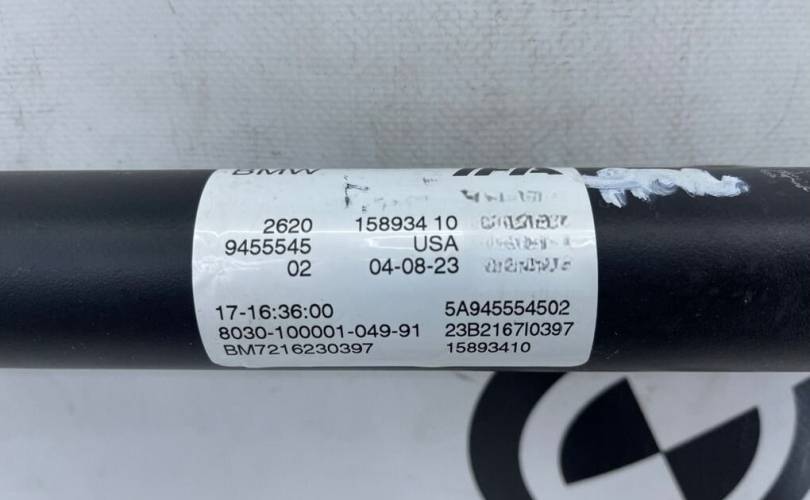 BMW
2620 158934 10
9455545 USA
02 04-08-23
17-16:36:00 5A945554502
8030-100001-049-91 23B2167I0397
BM7216230397 15893410